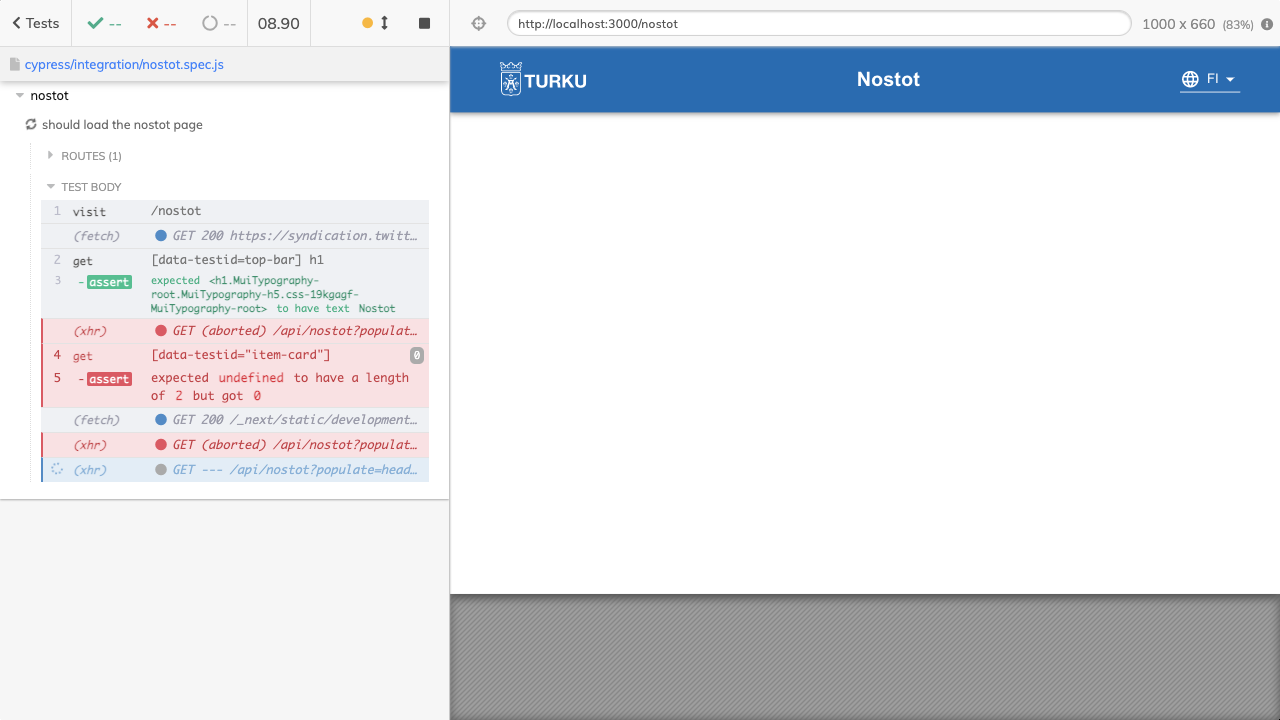 Tests -- -- -- 08.90
http://localhost:3000/nostot 1000 x 660 (83%)
cypress/integration/nostot.spec.js
TURKU
Nostot
FI
nostot
should load the nostot page
ROUTES (1)
TEST BODY
1 visit /nostot
(fetch) GET 200 https://syndication.twitt…
2 get [data-testid=top-bar] h1
3 -assert expected <h1.MuiTypography-
root.MuiTypography-h5.css-19kgagf-
MuiTypography-root> to have text Nostot
(xhr) GET (aborted) /api/nostot?populat…
4 get [data-testid="item-card"] 0
5 -assert expected undefined to have a length
of 2 but got 0
(fetch) GET 200 /_next/static/development…
(xhr) GET (aborted) /api/nostot?populat…
(xhr) GET --- /api/nostot?populate=head…